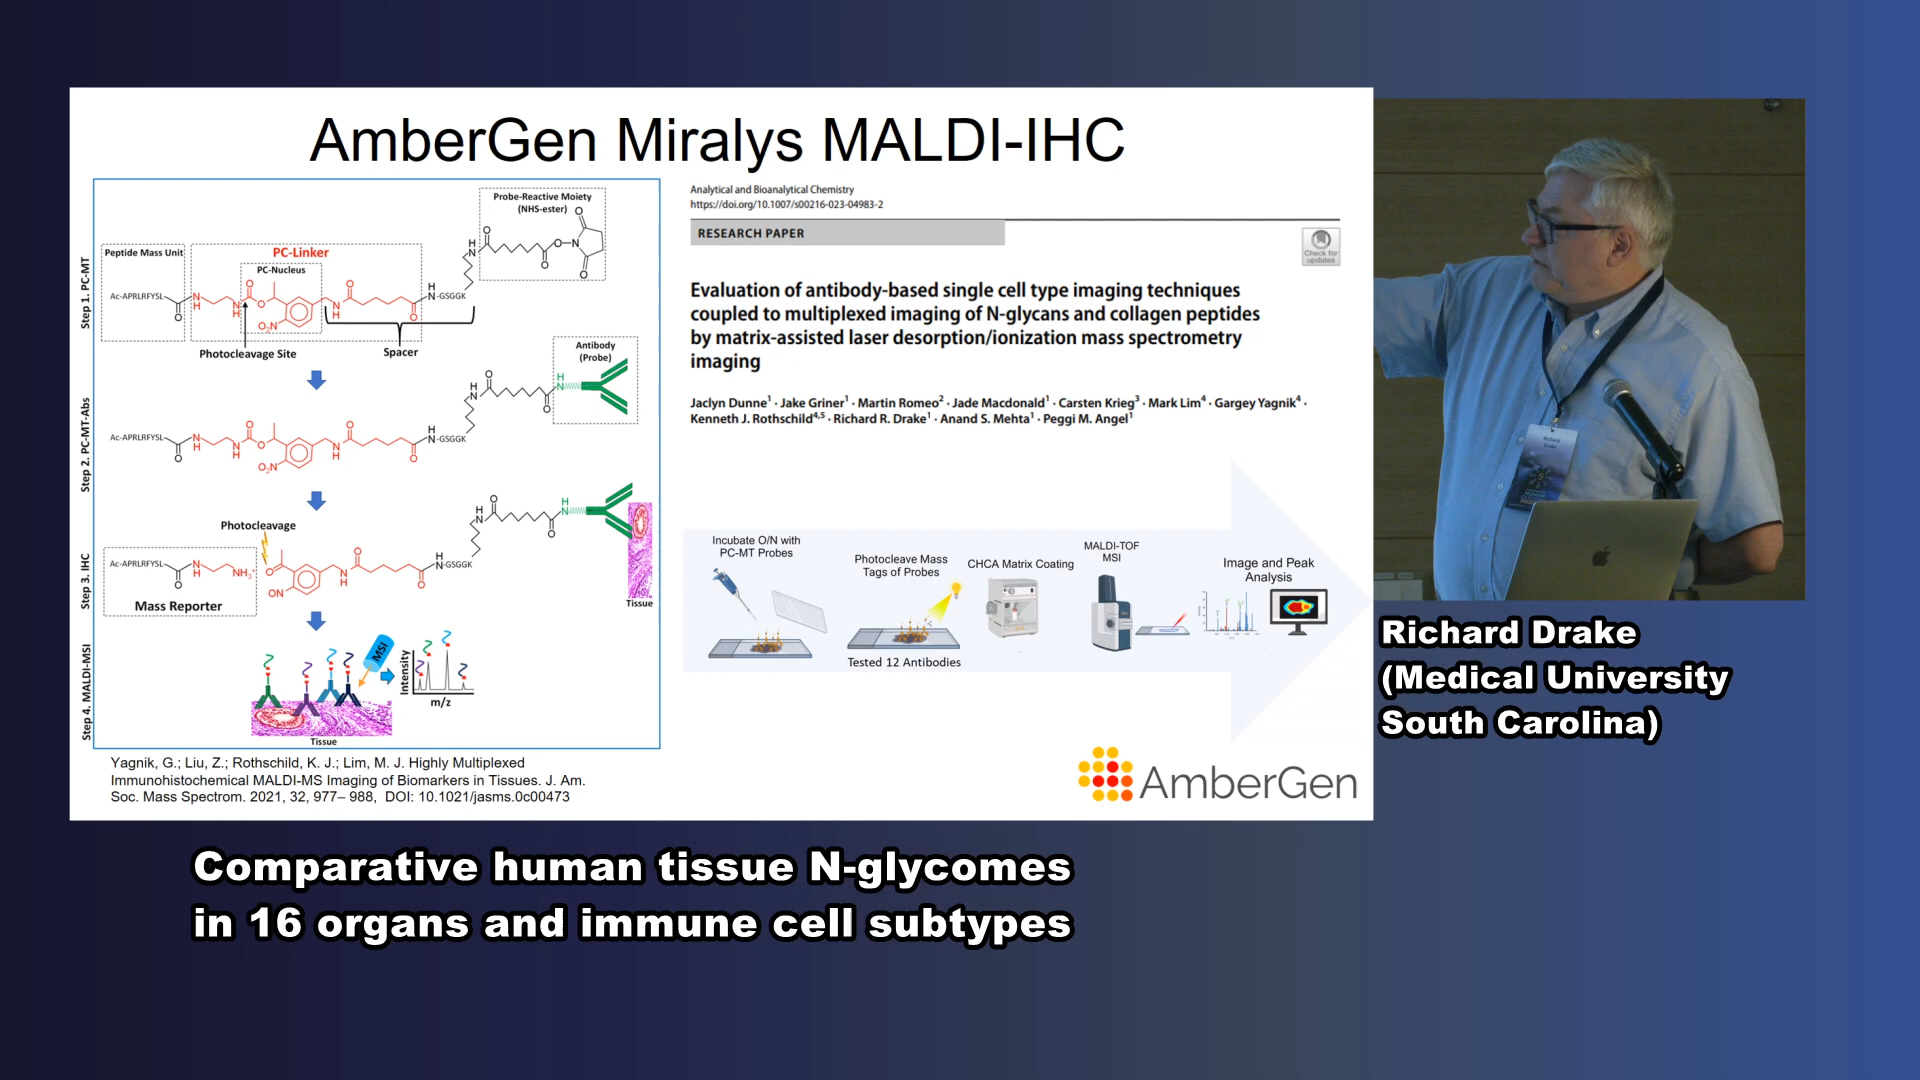 AmberGen Miralys MALDI-IHC
Step 1. PC-MT
Peptide Mass Unit
PC-Linker
PC-Nucleus
Probe-Reactive Moiety
(NHS-ester)
Ac-APRLRFYSL
O
N
H
H
N
O
O
O₂N
N
H
O
O
H
N
-GSGGK
H
N
O
O
O
N
O
O
Photocleavage Site
Spacer
Step 2. PC-MT-Abs
Antibody
(Probe)
Ac-APRLRFYSL
O
N
H
N
H
O
O
O₂N
N
H
O
O
H
N
-GSGGK
H
N
O
O
H
N
Step 3. IHC
Photocleavage
Ac-APRLRFYSL
O
N
H
NH₃⁺
Mass Reporter
O
ON
N
H
O
O
H
N
-GSGGK
H
N
O
O
H
N
Tissue
Step 4. MALDI-MSI
MSI
Intensity
m/z
Tissue
Yagnik, G.; Liu, Z.; Rothschild, K. J.; Lim, M. J. Highly Multiplexed
Immunohistochemical MALDI-MS Imaging of Biomarkers in Tissues. J. Am.
Soc. Mass Spectrom. 2021, 32, 977– 988, DOI: 10.1021/jasms.0c00473
Analytical and Bioanalytical Chemistry
https://doi.org/10.1007/s00216-023-04983-2
RESEARCH PAPER
Check for
updates
Evaluation of antibody-based single cell type imaging techniques
coupled to multiplexed imaging of N-glycans and collagen peptides
by matrix-assisted laser desorption/ionization mass spectrometry
imaging
Jaclyn Dunne¹ · Jake Griner¹ · Martin Romeo² · Jade Macdonald¹ · Carsten Krieg³ · Mark Lim⁴ · Gargey Yagnik⁴ ·
Kenneth J. Rothschild⁴,⁵ · Richard R. Drake¹ · Anand S. Mehta¹ · Peggi M. Angel¹
Incubate O/N with
PC-MT Probes
Photocleave Mass
Tags of Probes
Tested 12 Antibodies
CHCA Matrix Coating
MALDI-TOF
MSI
Image and Peak
Analysis
AmberGen
Richard
Drake
Richard Drake
(Medical University
South Carolina)
Comparative human tissue N-glycomes
in 16 organs and immune cell subtypes